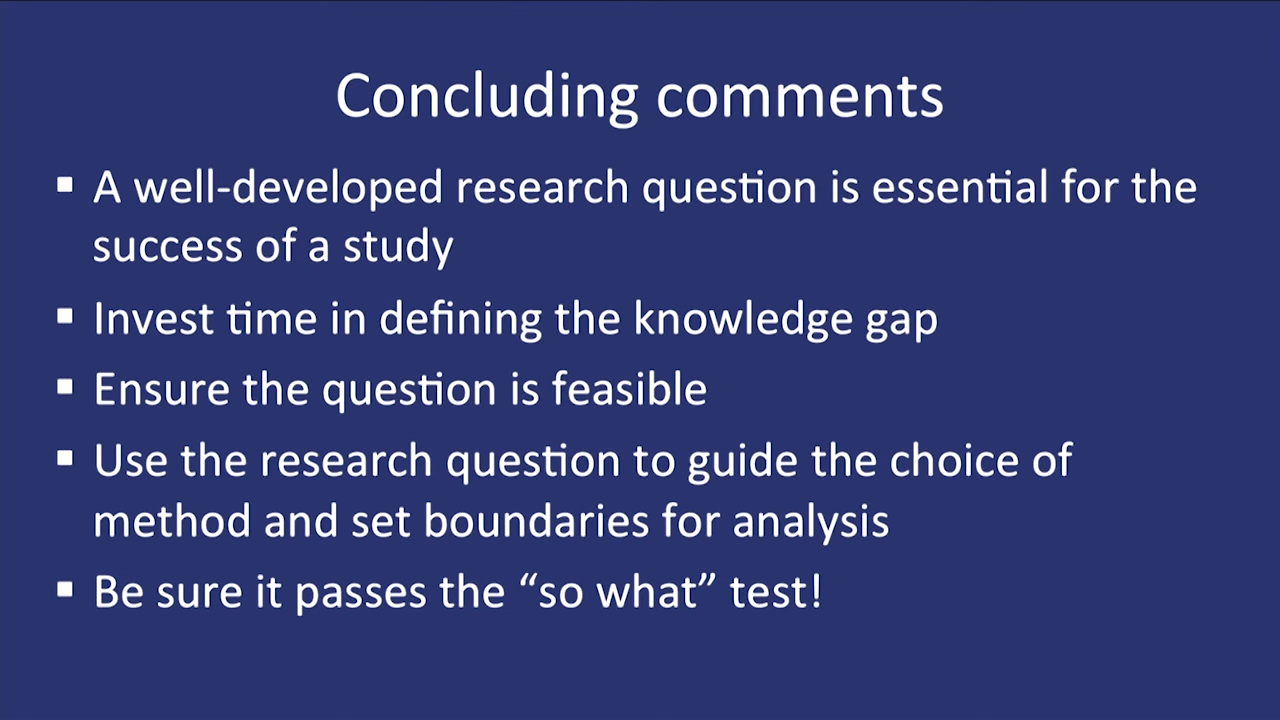 Concluding comments
▪ A well-developed research question is essential for the
success of a study
▪ Invest time in defining the knowledge gap
▪ Ensure the question is feasible
▪ Use the research question to guide the choice of
method and set boundaries for analysis
▪ Be sure it passes the “so what” test!